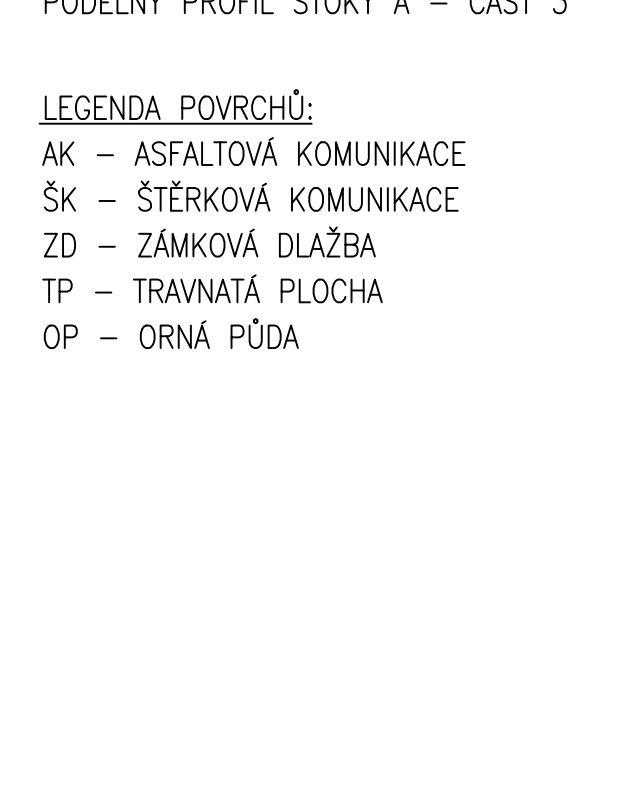 PODÉLNÝ PROFIL STOKY A – ČÁST
LEGENDA POVRCHŮ:
AK – ASFALTOVÁ KOMUNIKACE
ŠK – ŠTĚRKOVÁ KOMUNIKACE
ZD – ZÁMKOVÁ DLAŽBA
TP – TRAVNATÁ PLOCHA
OP – ORNÁ PŮDA